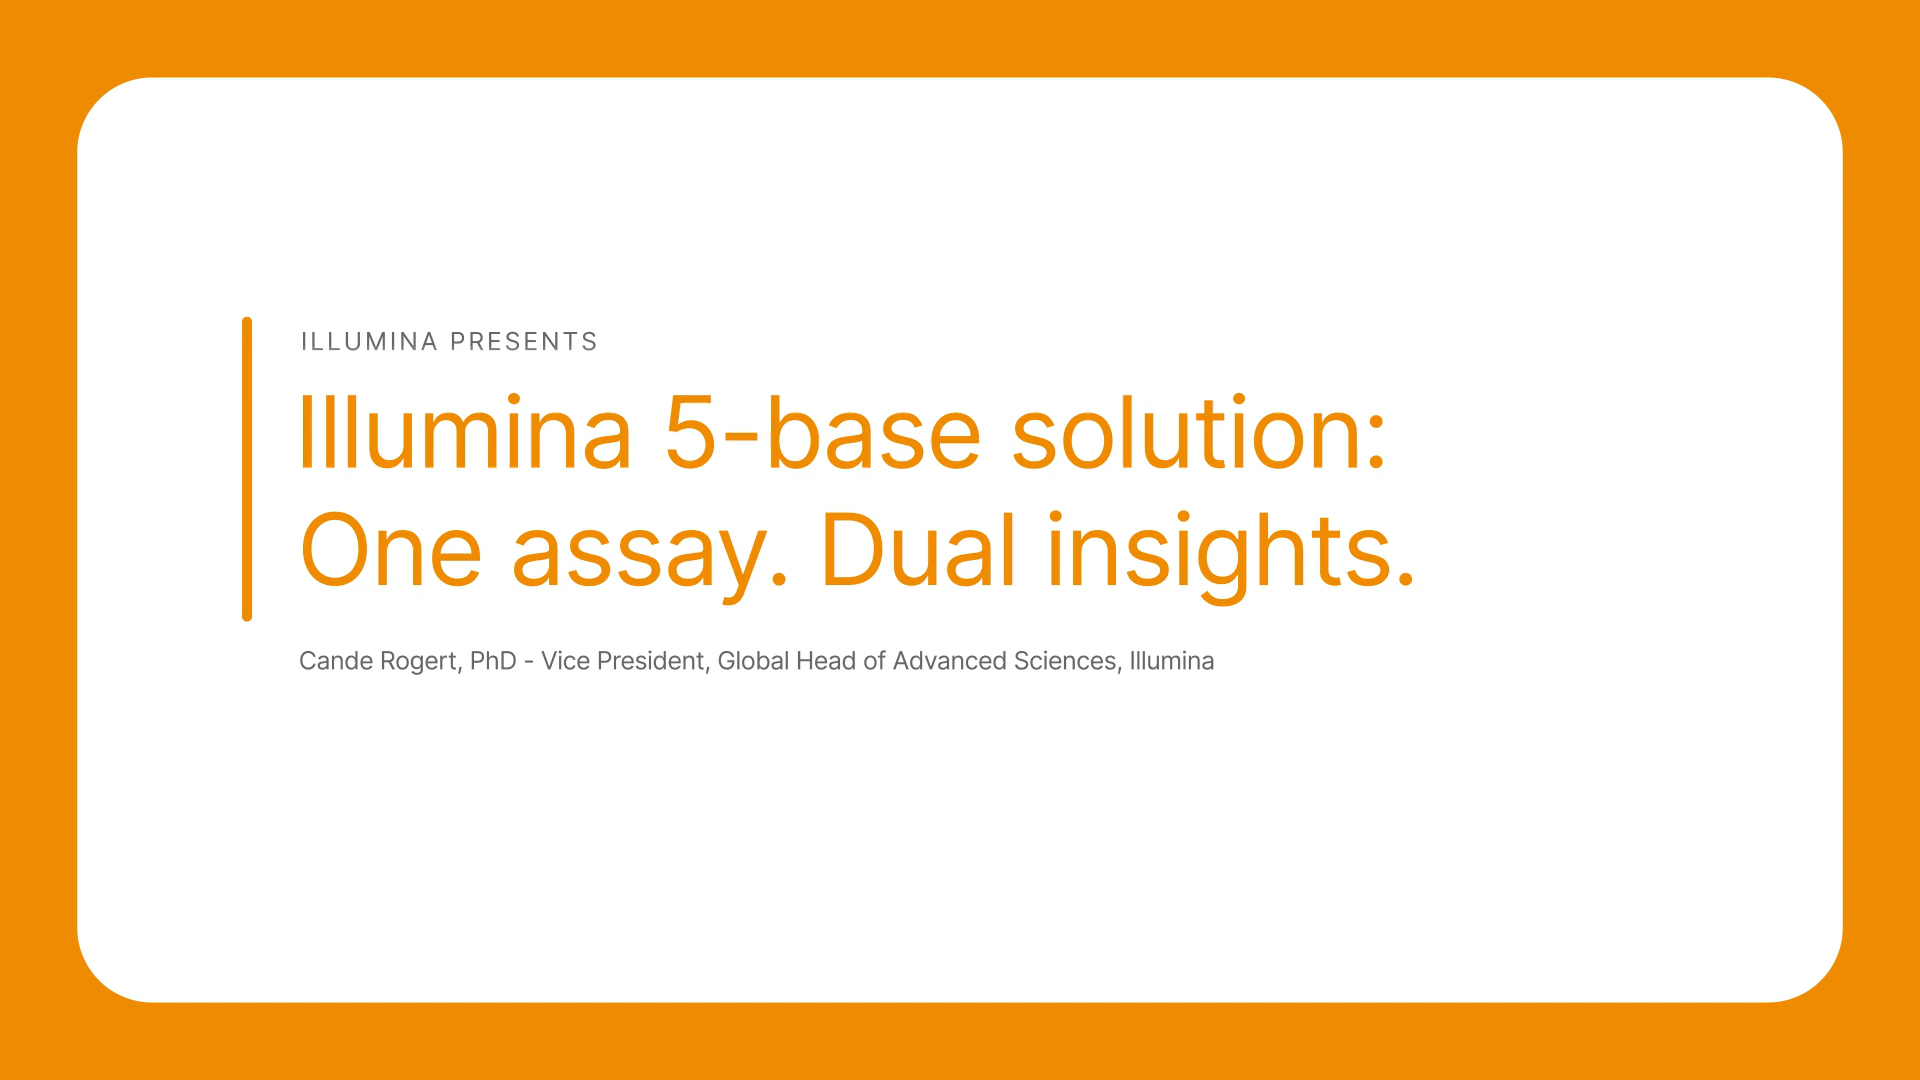 ILLUMINA PRESENTS
Illumina 5-base solution:
One assay. Dual insights.
Cande Rogert, PhD - Vice President, Global Head of Advanced Sciences, Illumina